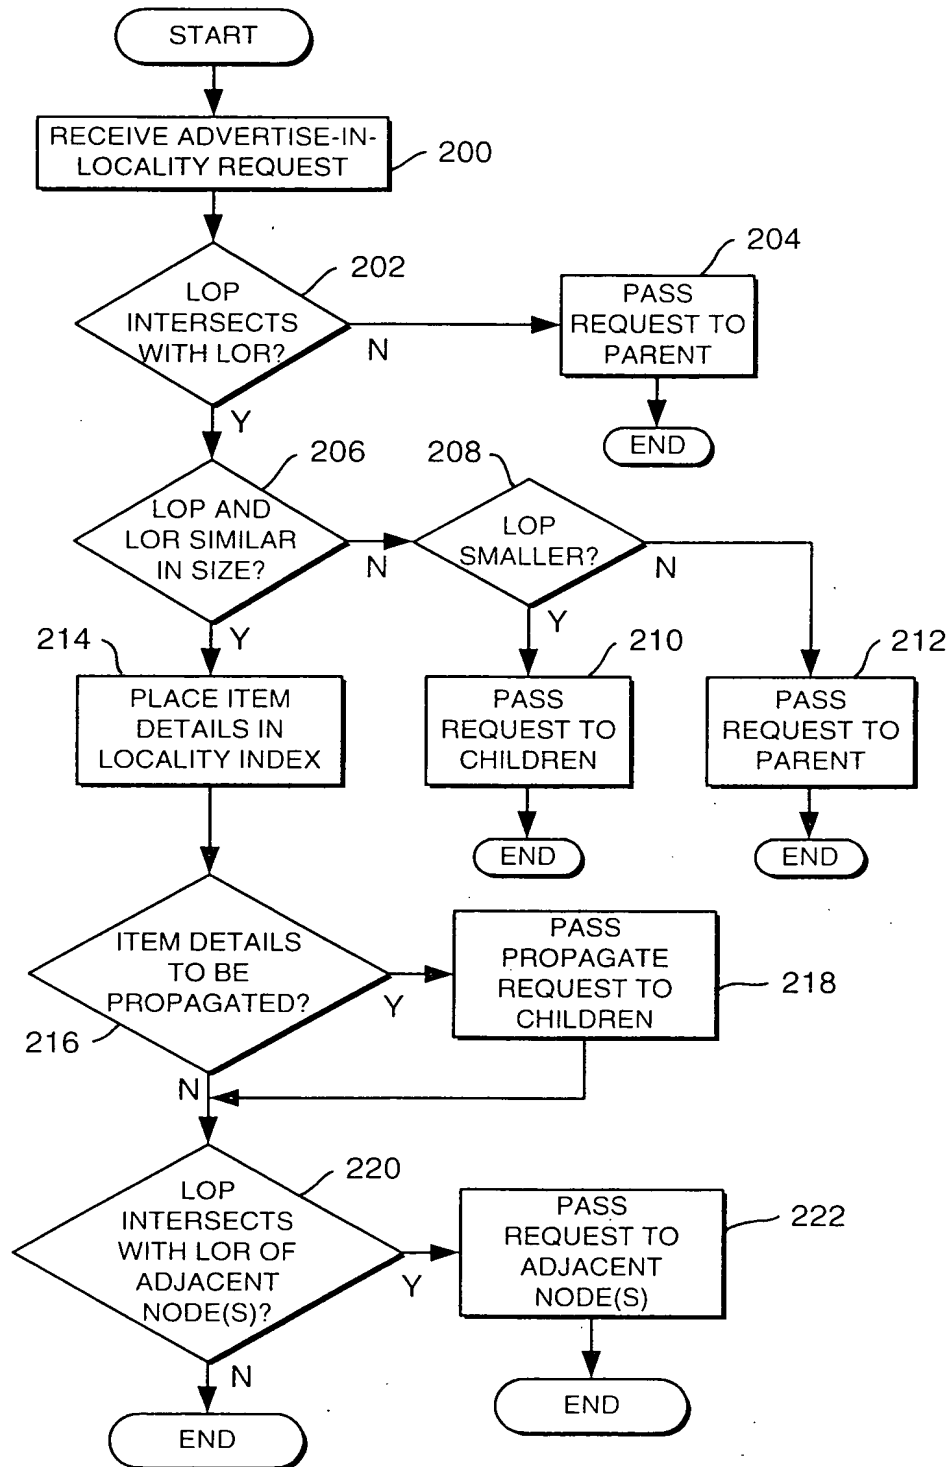 START
RECEIVE ADVERTISE-IN-
LOCALITY REQUEST
200
LOP
INTERSECTS
WITH LOR?
202
N
Y
PASS
REQUEST TO
PARENT
204
END
LOP AND
LOR SIMILAR
IN SIZE?
206
N
Y
LOP
SMALLER?
208
N
Y
PASS
REQUEST TO
CHILDREN
210
END
PASS
REQUEST TO
PARENT
212
END
PLACE ITEM
DETAILS IN
LOCALITY INDEX
214
ITEM DETAILS
TO BE
PROPAGATED?
216
Y
N
PASS
PROPAGATE
REQUEST TO
CHILDREN
218
LOP
INTERSECTS
WITH LOR OF
ADJACENT
NODE(S)?
220
Y
N
PASS
REQUEST TO
ADJACENT
NODE(S)
222
END
END